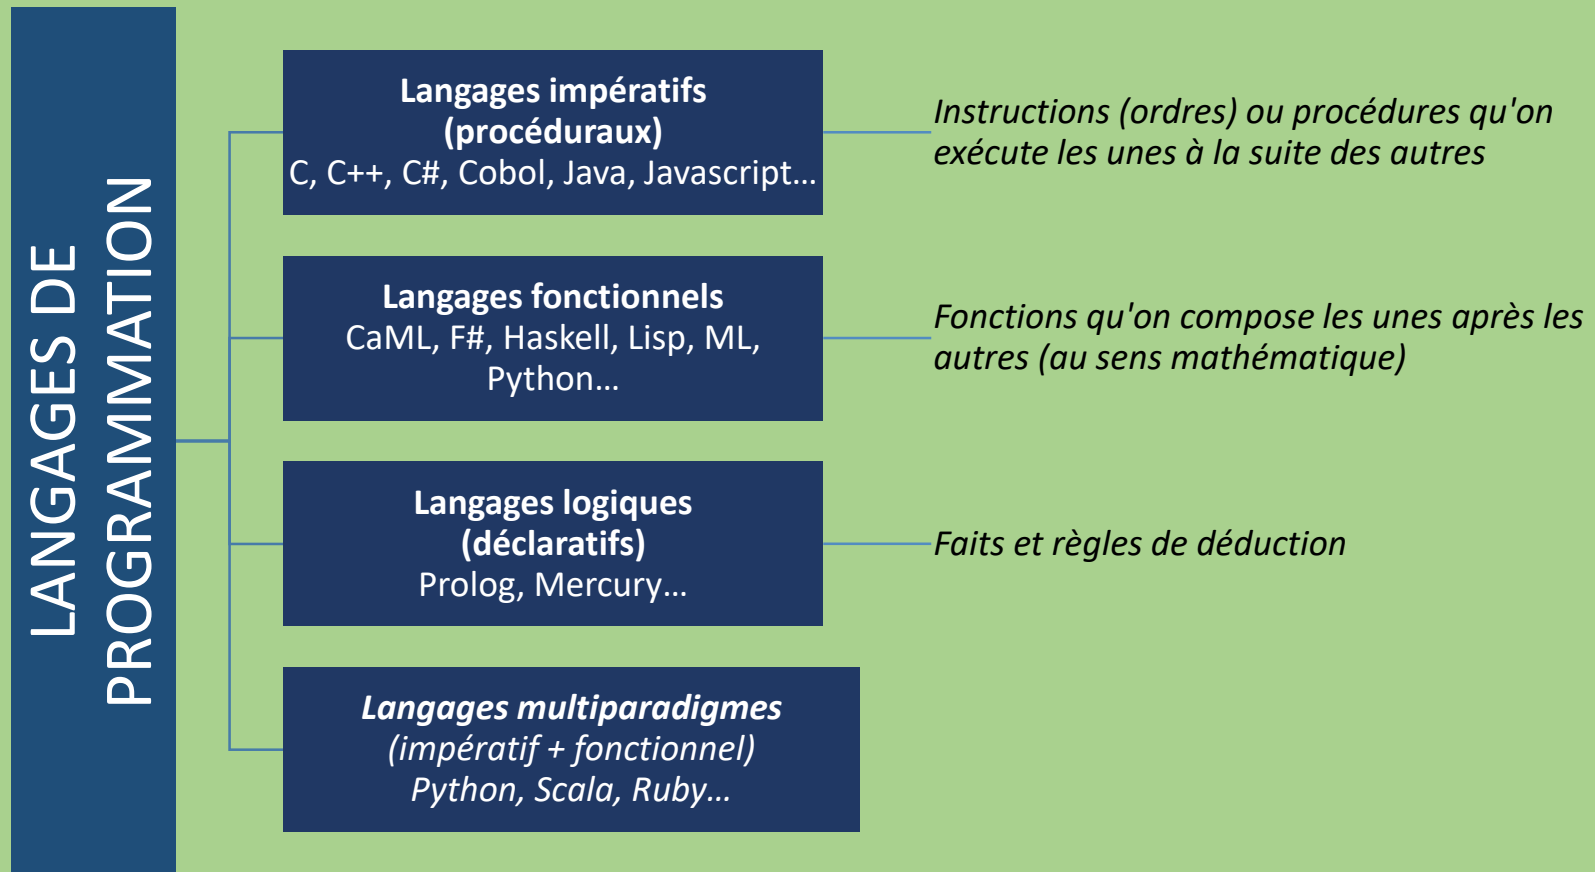 LANGAGES DE
PROGRAMMATION
Langages impératifs
(procéduraux)
C, C++, C#, Cobol, Java, Javascript…
Instructions (ordres) ou procédures qu'on
exécute les unes à la suite des autres
Langages fonctionnels
CaML, F#, Haskell, Lisp, ML,
Python…
Fonctions qu'on compose les unes après les
autres (au sens mathématique)
Langages logiques
(déclaratifs)
Prolog, Mercury…
Faits et règles de déduction
Langages multiparadigmes
(impératif + fonctionnel)
Python, Scala, Ruby…